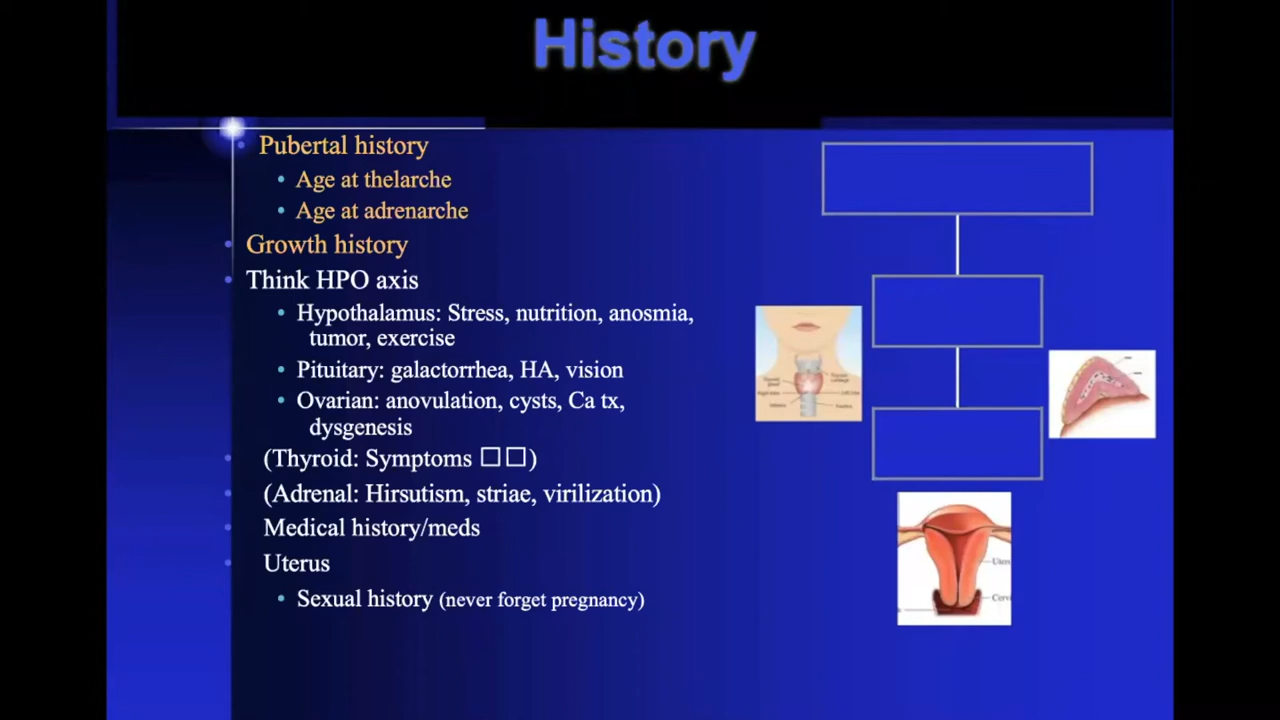 History
• Pubertal history
• Age at thelarche
• Age at adrenarche
• Growth history
• Think HPO axis
• Hypothalamus: Stress, nutrition, anosmia,
tumor, exercise
• Pituitary: galactorrhea, HA, vision
• Ovarian: anovulation, cysts, Ca tx,
dysgenesis
• (Thyroid: Symptoms □□)
• (Adrenal: Hirsutism, striae, virilization)
• Medical history/meds
• Uterus
• Sexual history (never forget pregnancy)